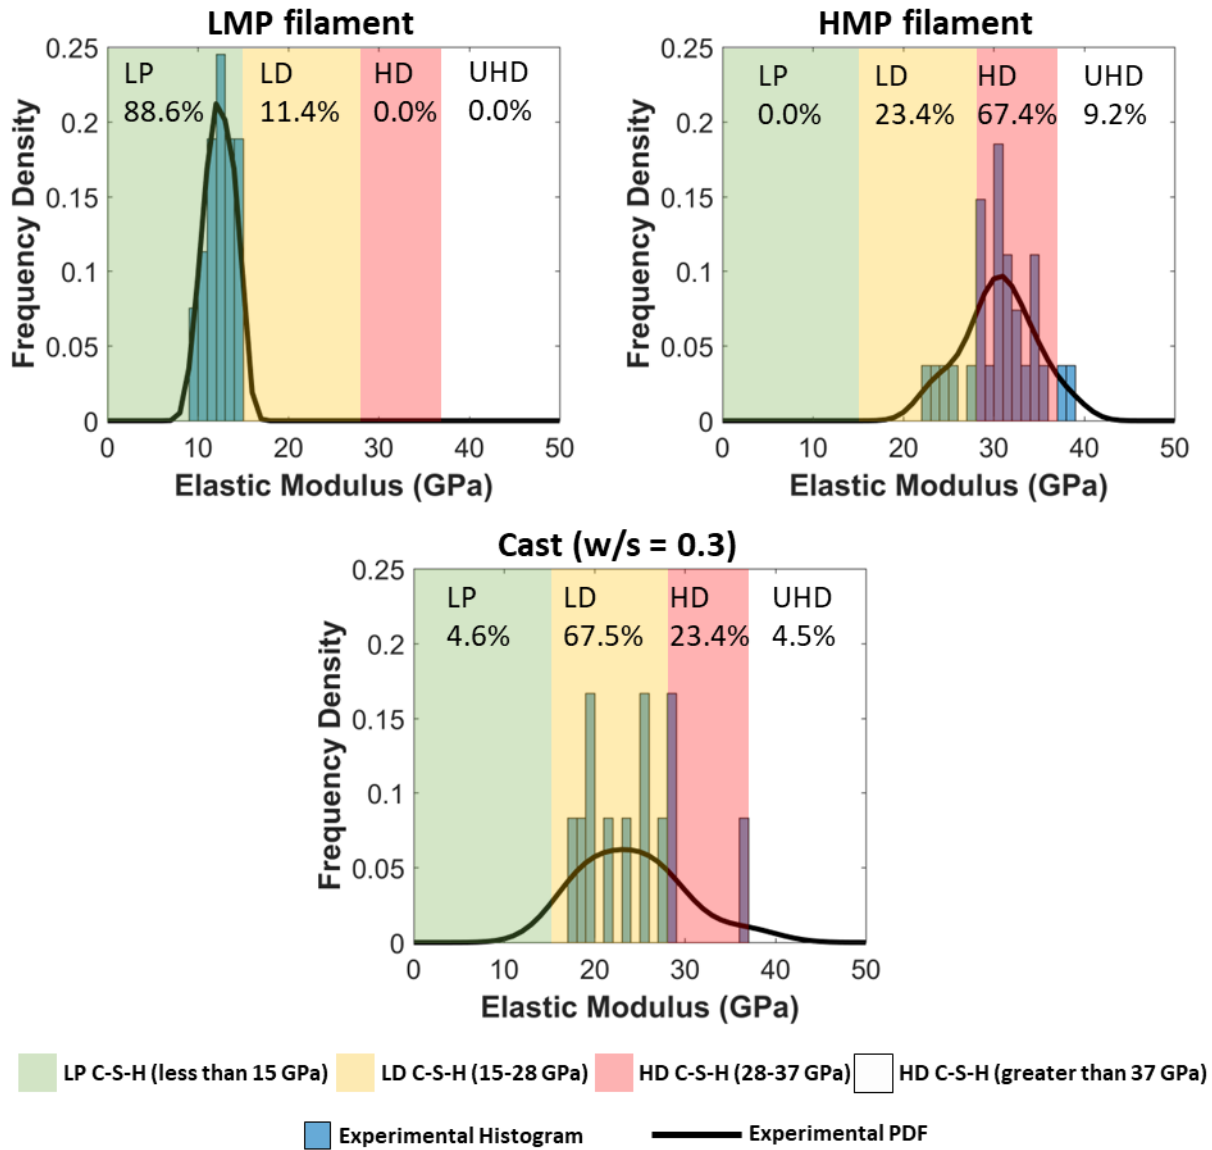 LMP filament
0.25
0.2
0.15
0.1
0.05
0
LP LD HD UHD
88.6% 11.4% 0.0% 0.0%
Frequency Density
0 10 20 30 40 50
Elastic Modulus (GPa)
HMP filament
0.25
0.2
0.15
0.1
0.05
0
LP LD HD UHD
0.0% 23.4% 67.4% 9.2%
Frequency Density
0 10 20 30 40 50
Elastic Modulus (GPa)
Cast (w/s = 0.3)
0.25
0.2
0.15
0.1
0.05
0
LP LD HD UHD
4.6% 67.5% 23.4% 4.5%
Frequency Density
0 10 20 30 40 50
Elastic Modulus (GPa)
LP C-S-H (less than 15 GPa) LD C-S-H (15-28 GPa) HD C-S-H (28-37 GPa) HD C-S-H (greater than 37 GPa)
Experimental Histogram Experimental PDF